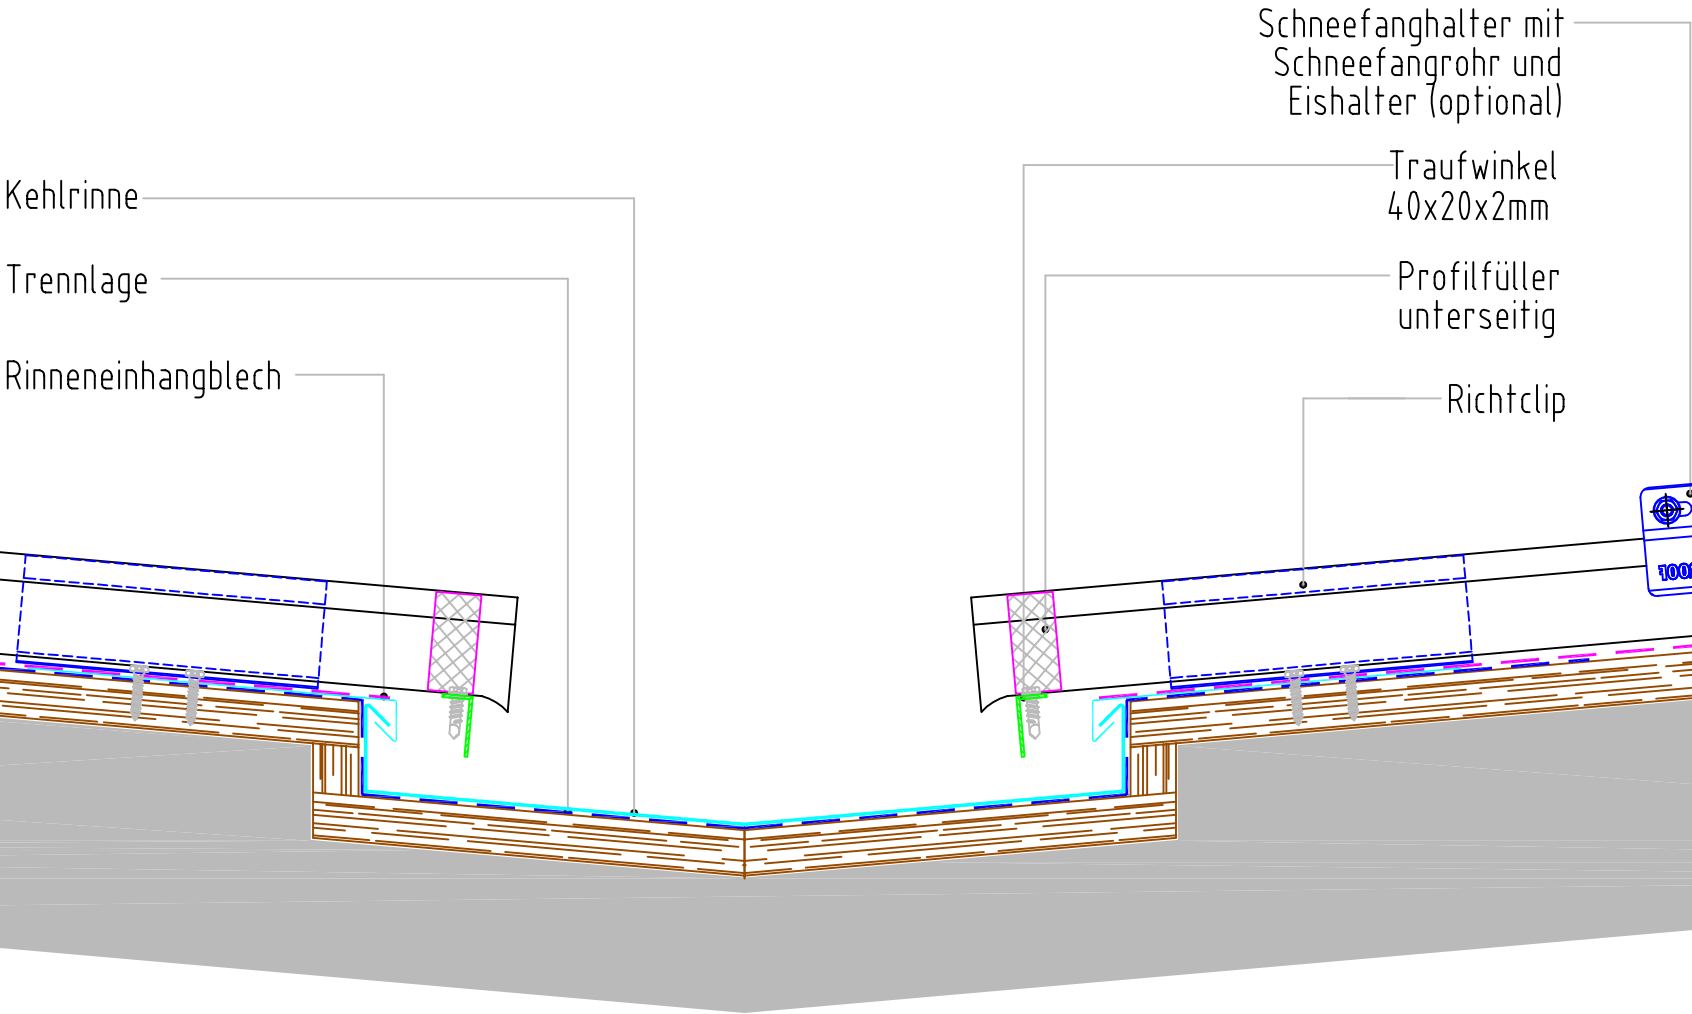 Schneefanghalter mit
Schneefangrohr und
Eishalter (optional)
Traufwinkel
40x20x2mm
Kehlrinne
Profilfüller
unterseitig
Trennlage
Rinneneinhangblech
Richtclip